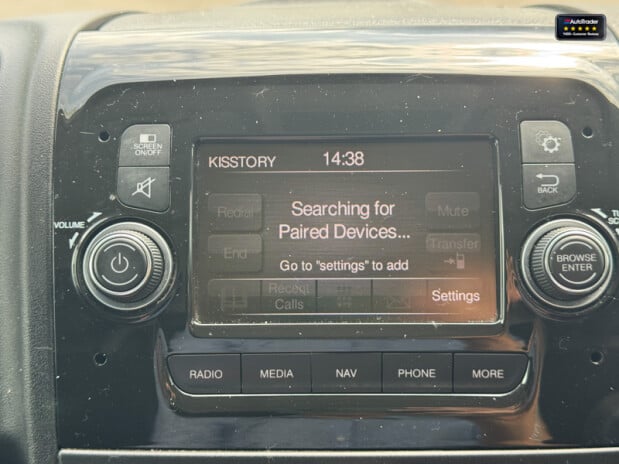 AutoTrader
SCREEN
ON/OFF
KISSTORY 14:38
BACK
VOLUME
Redial
Searching for
Paired Devices...
Mute
End
Transfer
Go to "settings" to add
Recent
Calls
Settings
BROWSE
ENTER
RADIO
MEDIA
NAV
PHONE
MORE